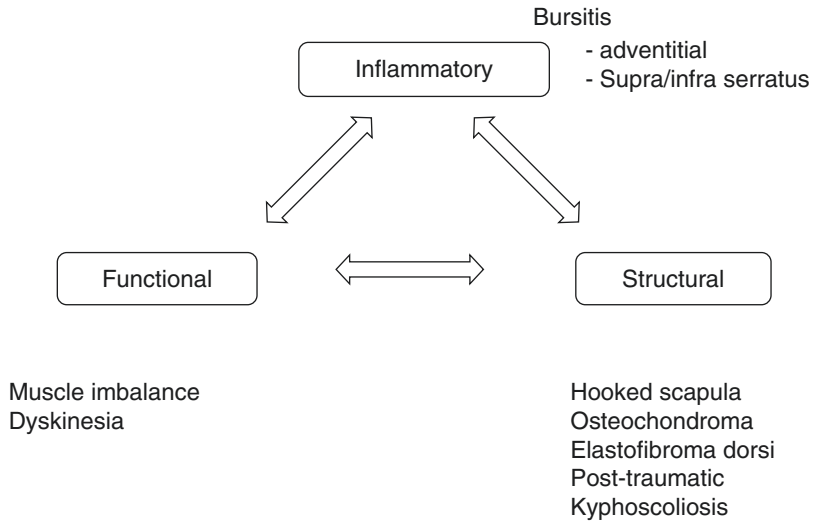 Bursitis
- adventitial
- Supra/infra serratus
Inflammatory
Functional
Structural
Muscle imbalance
Dyskinesia
Hooked scapula
Osteochondroma
Elastofibroma dorsi
Post-traumatic
Kyphoscoliosis